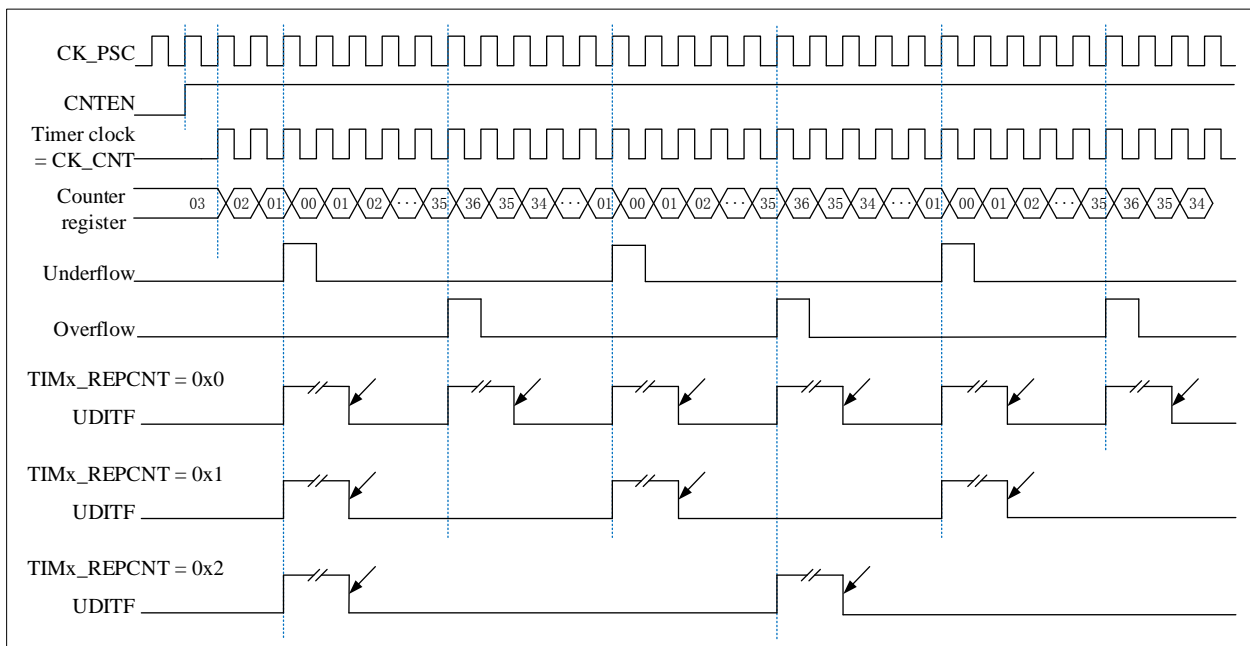 CK_PSC
CNTEN
Timer clock
= CK_CNT
Counter
register
03 02 01 00 01 02 ··· 35 36 35 34 ··· 01 00 01 02 ··· 35 36 35 34 ··· 01 00 01 02 ··· 35 36 35 34
Underflow
Overflow
TIMx_REPCNT = 0x0
UDITF
TIMx_REPCNT = 0x1
UDITF
TIMx_REPCNT = 0x2
UDITF